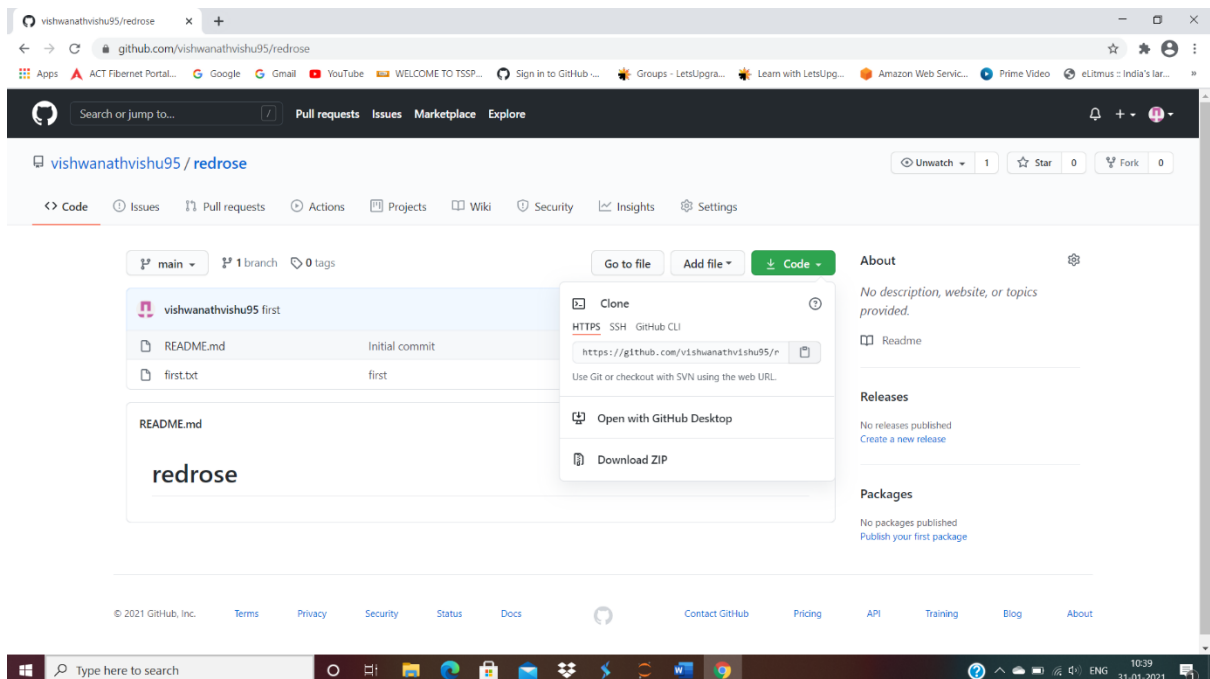 vishwanathvishu95/redrose
github.com/vishwanathvishu95/redrose
Apps ACT Fibernet Portal... Google Gmail YouTube WELCOME TO TSSP... Sign in to GitHub ·... Groups - LetsUpgra... Learn with LetsUpg... Amazon Web Servic... Prime Video eLitmus :: India's lar... »
Search or jump to... / Pull requests Issues Marketplace Explore
vishwanathvishu95 / redrose Unwatch 1 Star 0 Fork 0
<> Code Issues Pull requests Actions Projects Wiki Security Insights Settings
main 1 branch 0 tags Go to file Add file Code About
No description, website, or topics provided.
Readme
vishwanathvishu95 first
README.md Initial commit
first.txt first
Clone
HTTPS SSH GitHub CLI
https://github.com/vishwanathvishu95/r
Use Git or checkout with SVN using the web URL.
Open with GitHub Desktop
Download ZIP
README.md
redrose
Releases
No releases published
Create a new release
Packages
No packages published
Publish your first package
© 2021 GitHub, Inc. Terms Privacy Security Status Docs Contact GitHub Pricing API Training Blog About
Type here to search ENG 10:39
31-01-2021